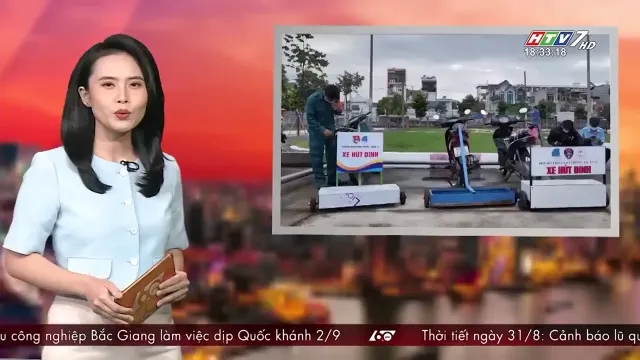 HTV7 HD
18:33:18
XE HÚT ĐINH
XE HÚT ĐINH
u công nghiệp Bắc Giang làm việc dịp Quốc khánh 2/9
60
Thời tiết ngày 31/8: Cảnh báo lũ q